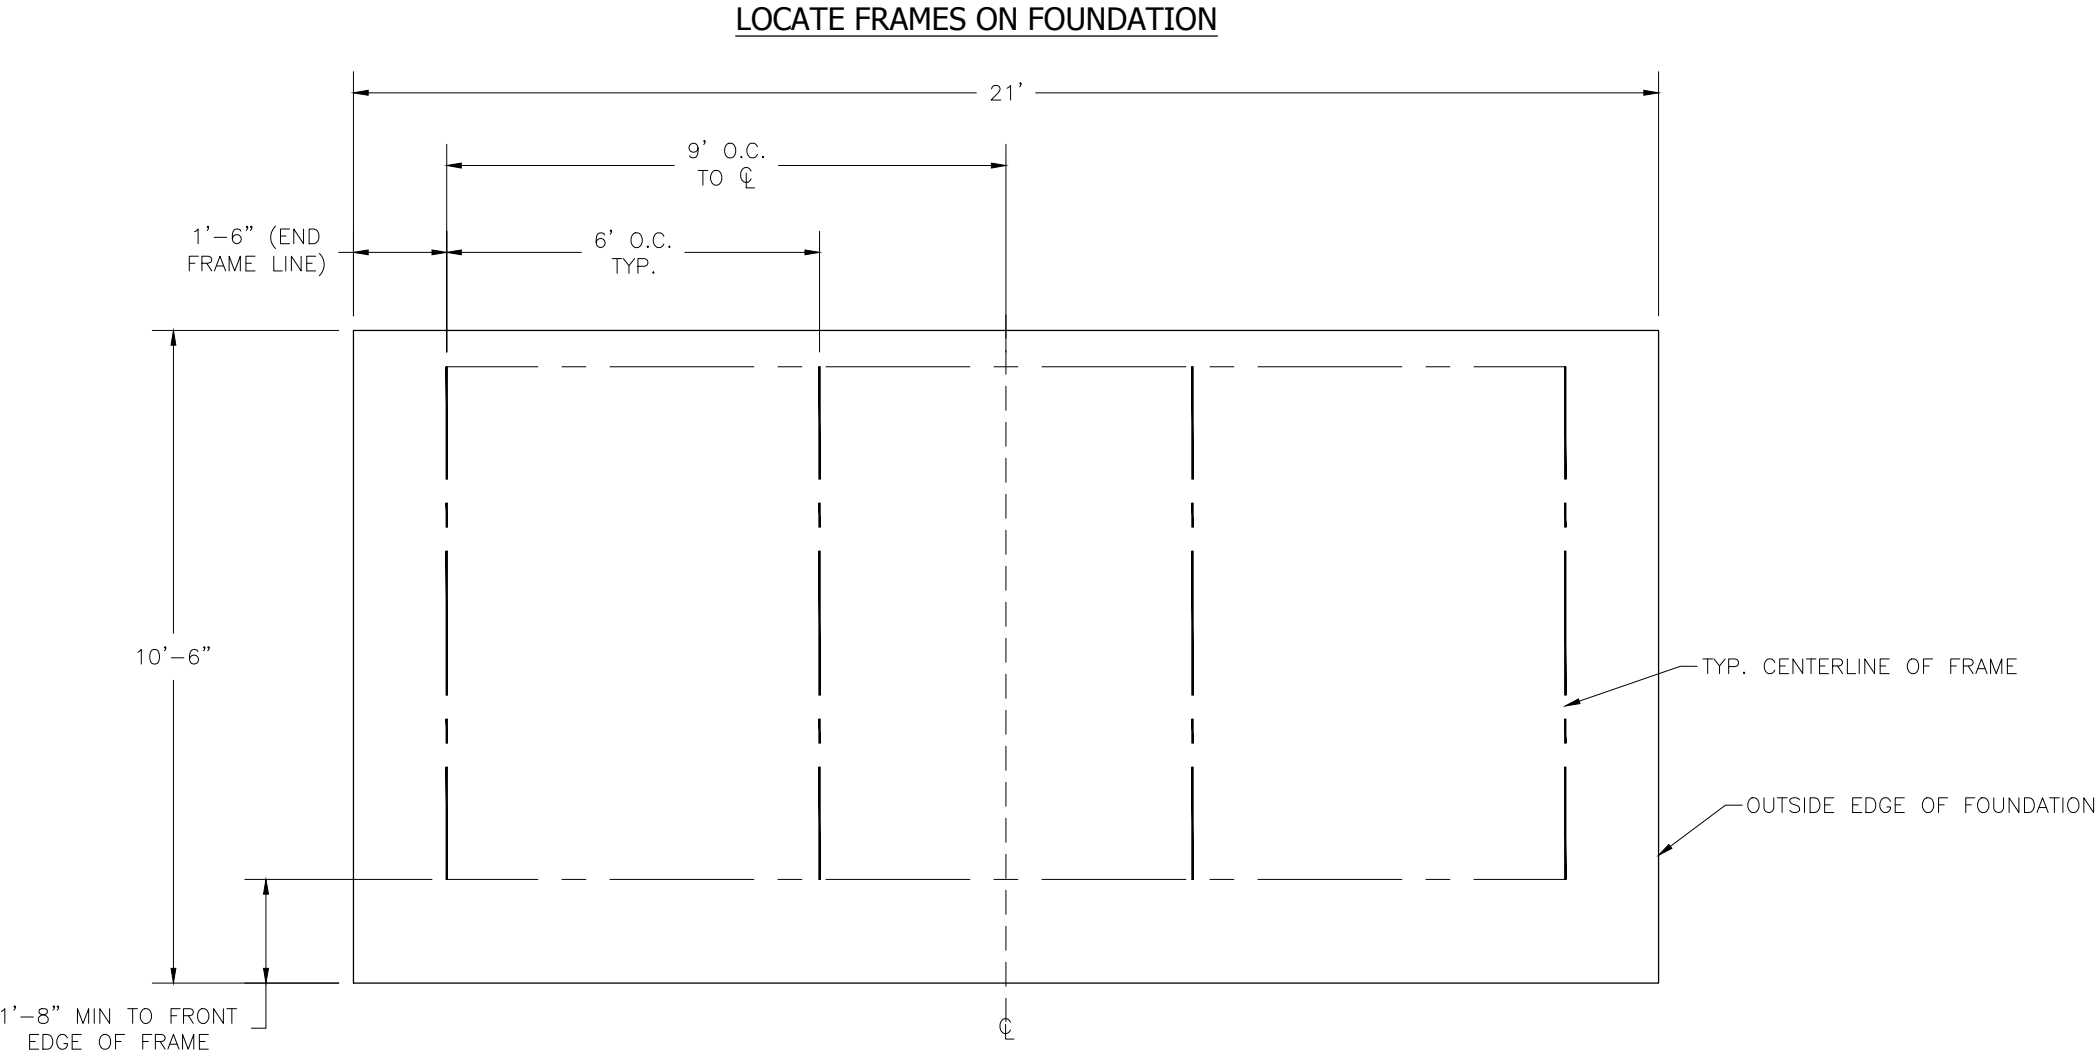 LOCATE FRAMES ON FOUNDATION
21'
9' O.C.
TO ℄
1'-6" (END
FRAME LINE)
6' O.C.
TYP.
10'-6"
TYP. CENTERLINE OF FRAME
OUTSIDE EDGE OF FOUNDATION
1'-8" MIN TO FRONT
EDGE OF FRAME
℄